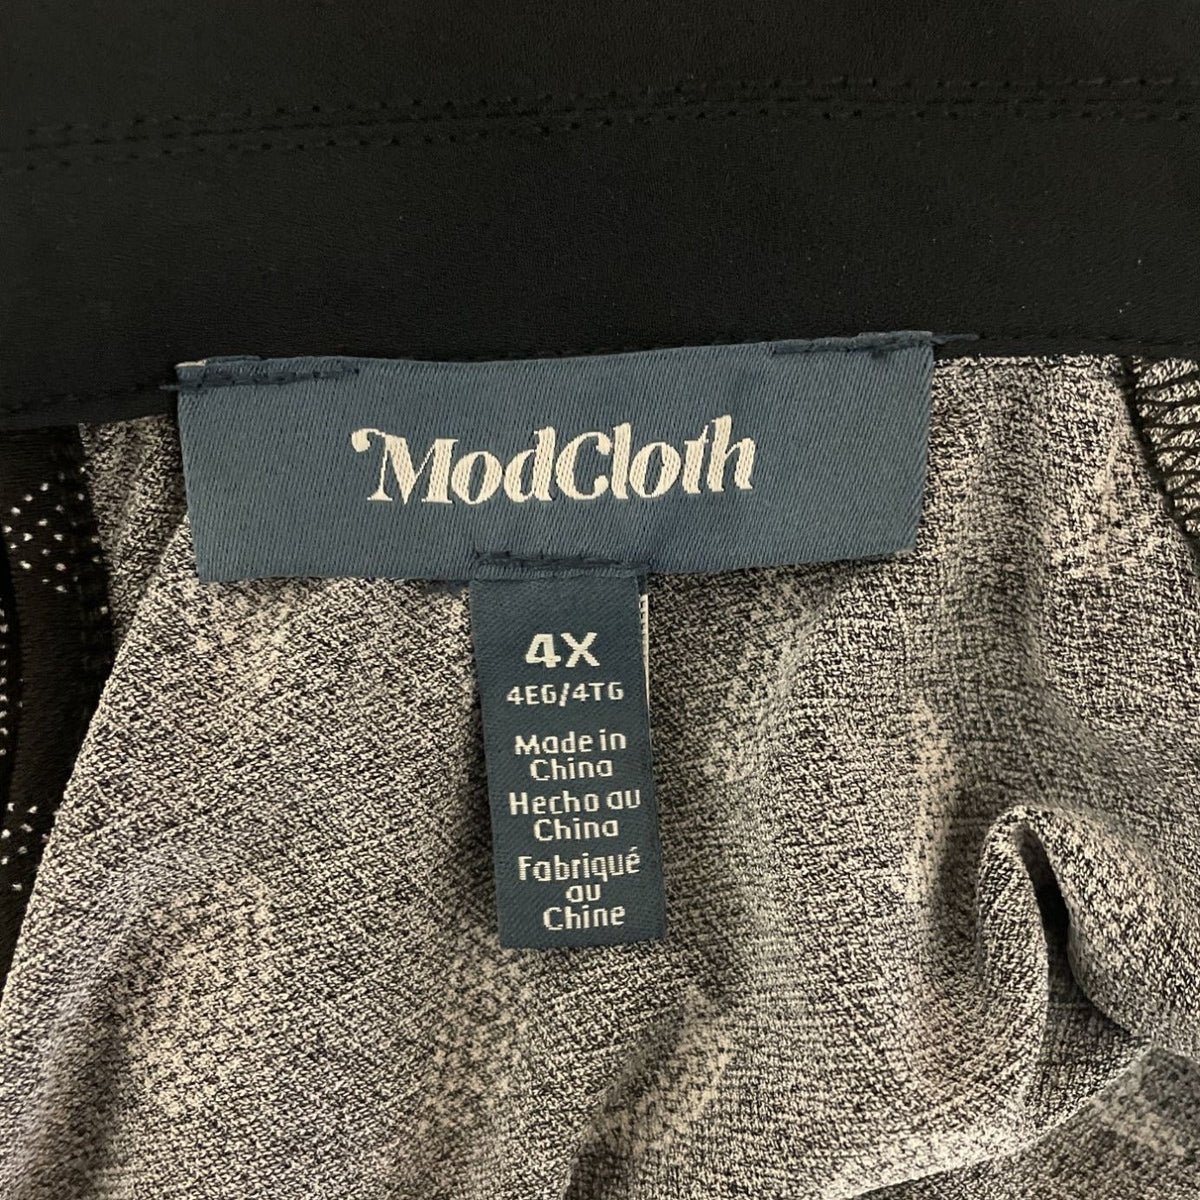 ModCloth
4X
4EG/4TG
Made in
China
Hecho au
China
Fabriqué
au
Chine